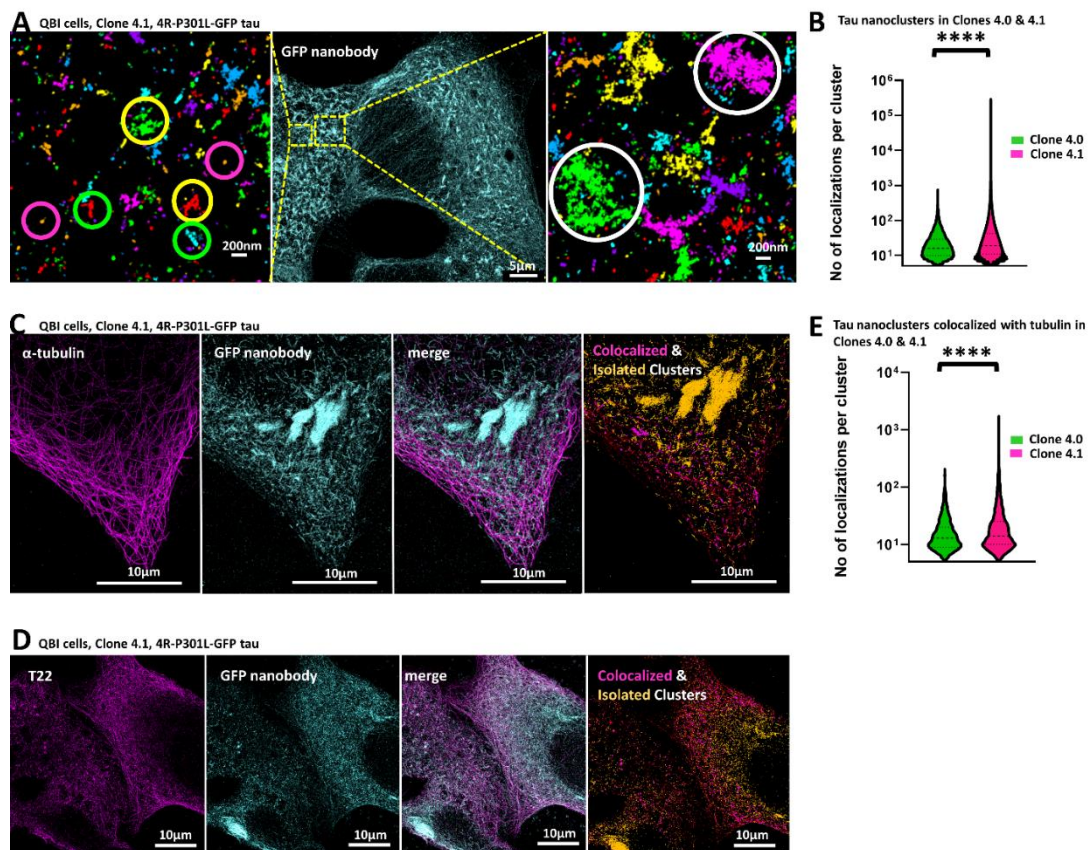 A QBI cells, Clone 4.1, 4R-P301L-GFP tau
GFP nanobody
200nm
5µm
200nm
B Tau nanoclusters in Clones 4.0 & 4.1
****
No of localizations per cluster
10⁶
10⁵
10⁴
10³
10²
10¹
Clone 4.0
Clone 4.1
C QBI cells, Clone 4.1, 4R-P301L-GFP tau
α-tubulin
GFP nanobody
merge
Colocalized &
Isolated Clusters
10µm
10µm
10µm
10µm
E Tau nanoclusters colocalized with tubulin in
Clones 4.0 & 4.1
****
No of localizations per cluster
10⁴
10³
10²
10¹
Clone 4.0
Clone 4.1
D QBI cells, Clone 4.1, 4R-P301L-GFP tau
T22
GFP nanobody
merge
Colocalized &
Isolated Clusters
10µm
10µm
10µm
10µm